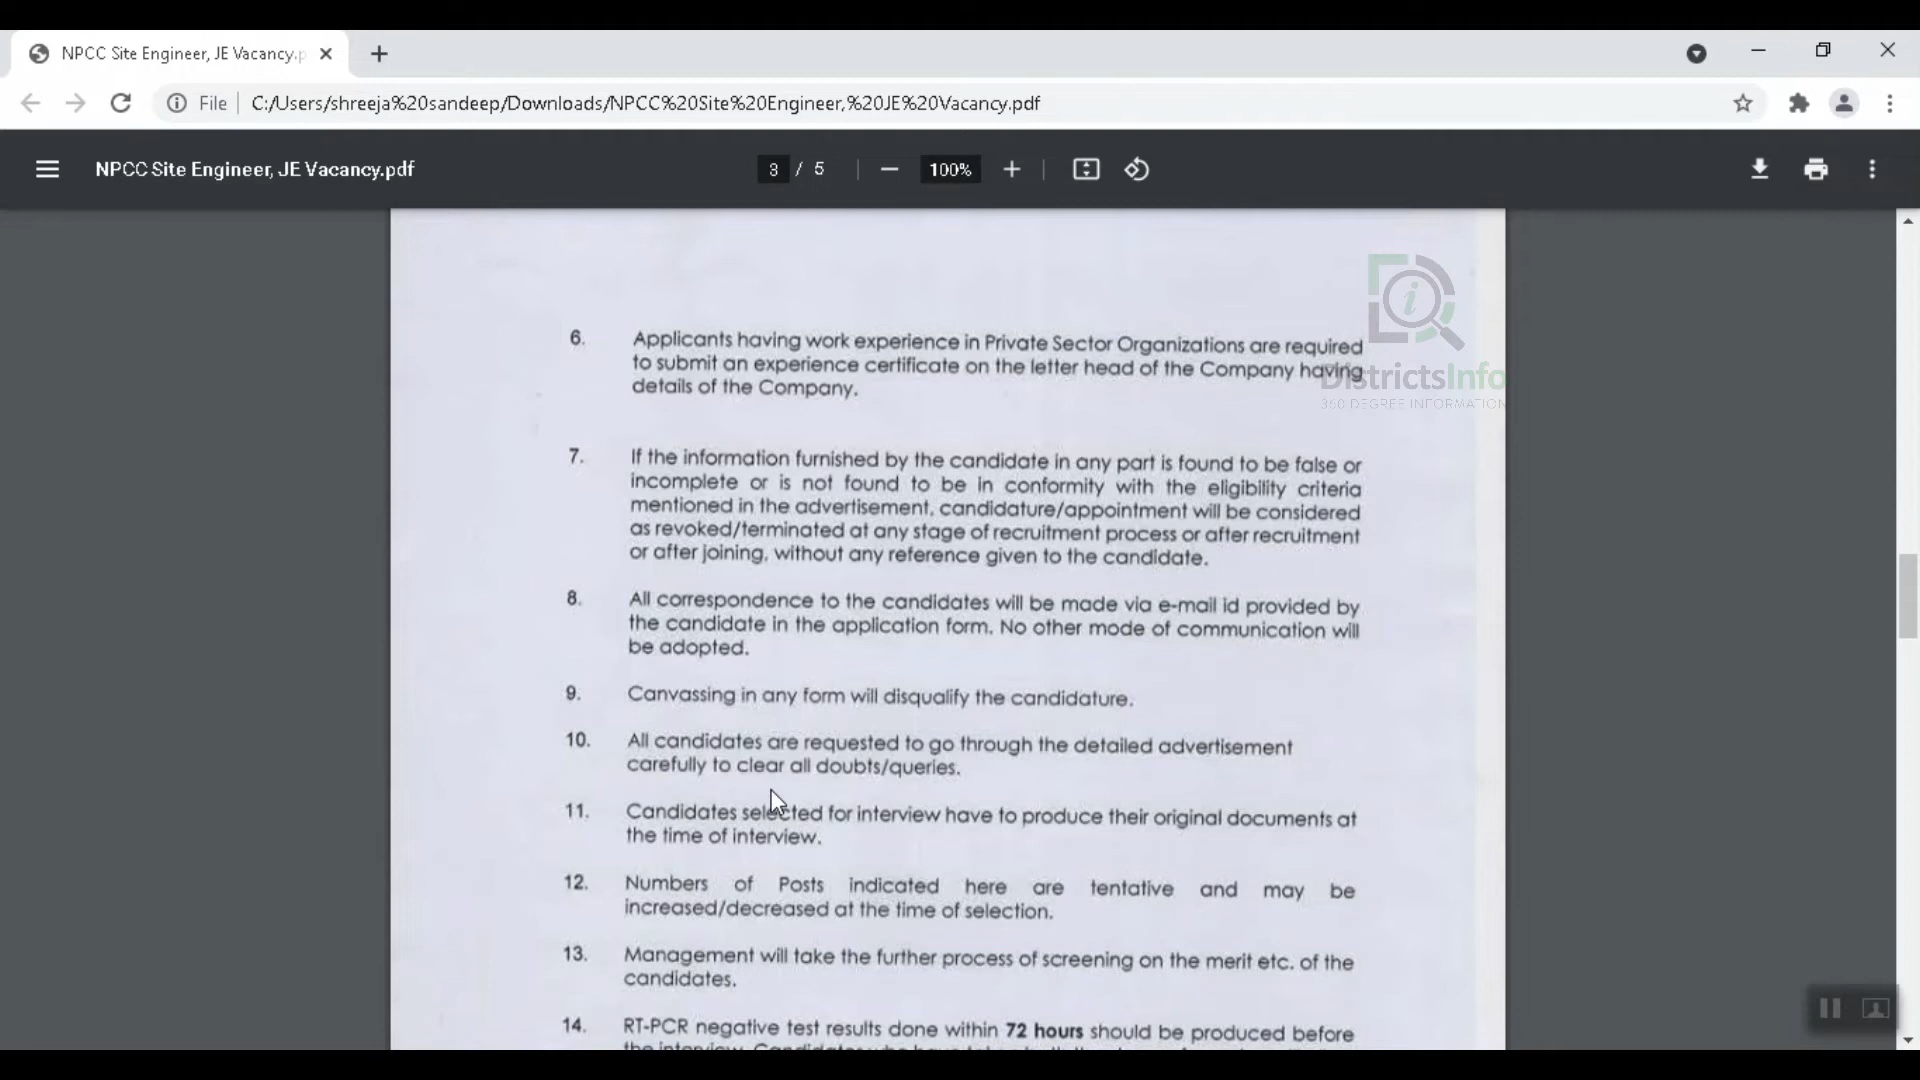 NPCC Site Engineer, JE Vacancy.p
File
C:/Users/shreeja%20sandeep/Downloads/NPCC%20Site%20Engineer,%20JE%20Vacancy.pdf
NPCC Site Engineer, JE Vacancy.pdf
3 / 5
100%
6. Applicants having work experience in Private Sector Organizations are required
to submit an experience certificate on the letter head of the Company having
details of the Company.
DistrictsInfo
360 DEGREE INFORMATION
7. If the information furnished by the candidate in any part is found to be false or
incomplete or is not found to be in conformity with the eligibility criteria
mentioned in the advertisement, candidature/appointment will be considered
as revoked/terminated at any stage of recruitment process or after recruitment
or after joining, without any reference given to the candidate.
8. All correspondence to the candidates will be made via e-mail id provided by
the candidate in the application form. No other mode of communication will
be adopted.
9. Canvassing in any form will disqualify the candidature.
10. All candidates are requested to go through the detailed advertisement
carefully to clear all doubts/queries.
11. Candidates selected for interview have to produce their original documents at
the time of interview.
12. Numbers of Posts indicated here are tentative and may be
increased/decreased at the time of selection.
13. Management will take the further process of screening on the merit etc. of the
candidates.
14. RT-PCR negative test results done within 72 hours should be produced before